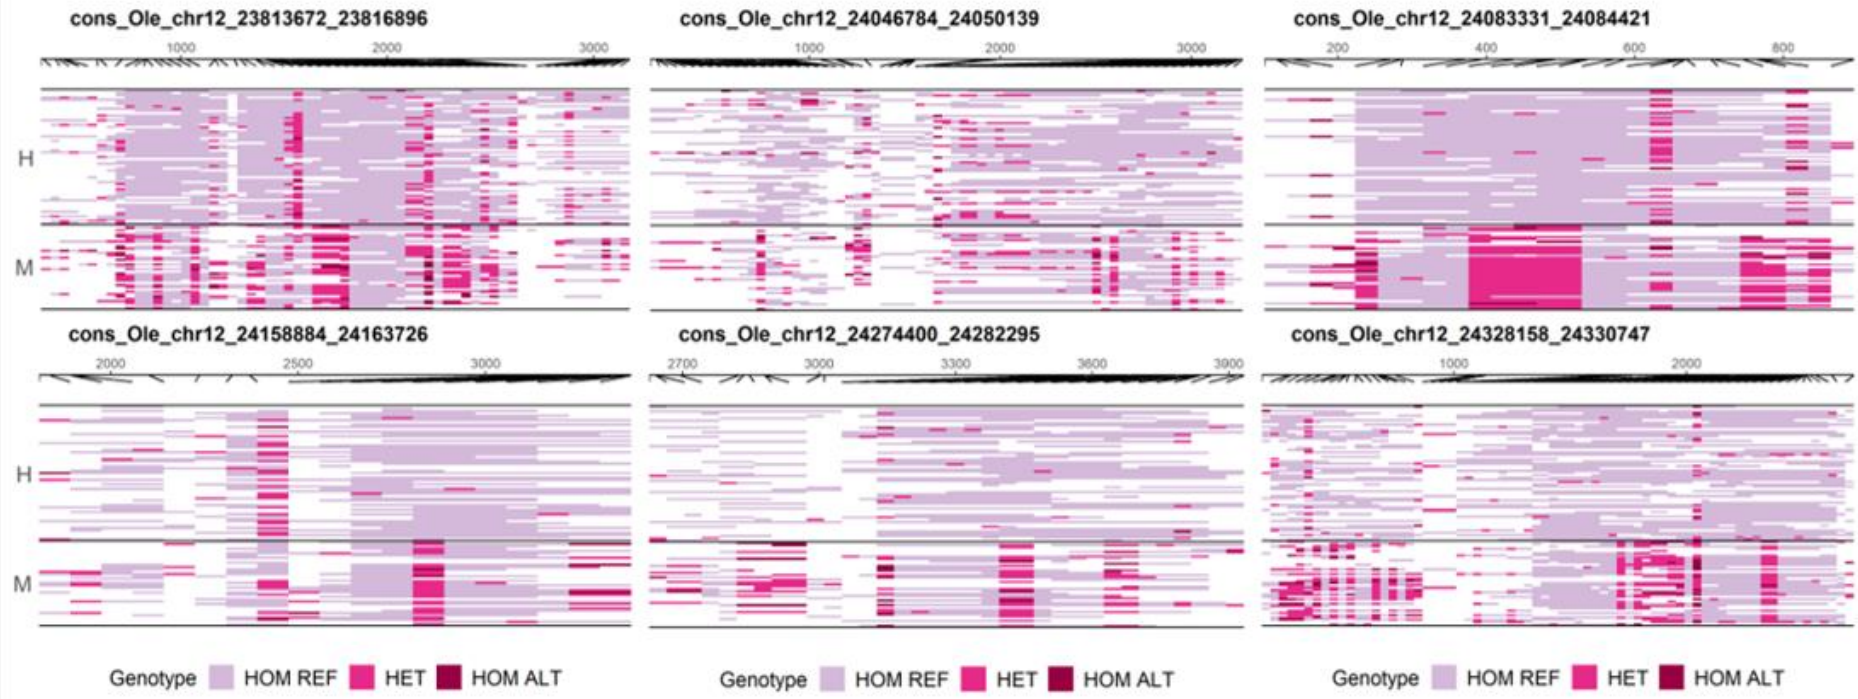 cons_Ole_chr12_23813672_23816896
1000 2000 3000
H
M
cons_Ole_chr12_24046784_24050139
1000 2000 3000
cons_Ole_chr12_24083331_24084421
200 400 600 800
cons_Ole_chr12_24158884_24163726
2000 2500 3000
H
M
cons_Ole_chr12_24274400_24282295
2700 3000 3300 3600 3900
cons_Ole_chr12_24328158_24330747
1000 2000
Genotype HOM REF HET HOM ALT
Genotype HOM REF HET HOM ALT
Genotype HOM REF HET HOM ALT